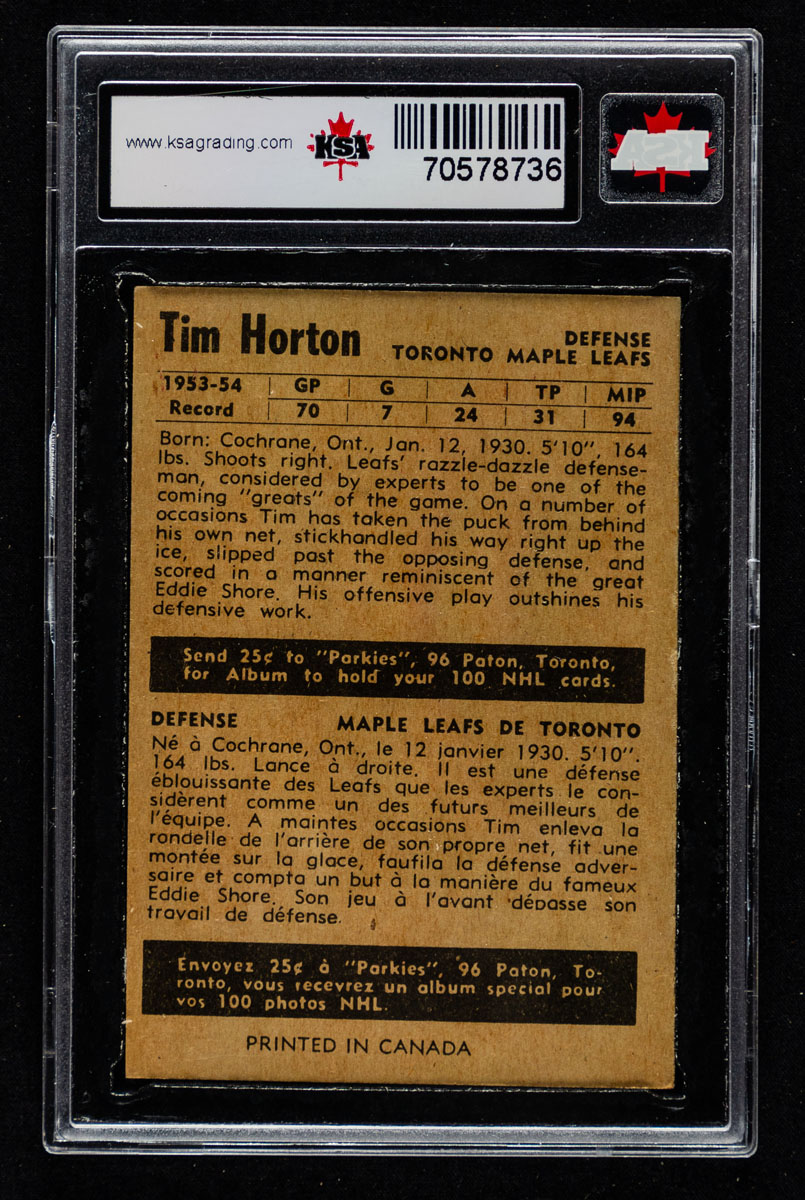 www.ksagrading.com
KSA
70578736
KSA
Tim Horton
DEFENSE
TORONTO MAPLE LEAFS
1953-54 GP G A TP MIP
Record 70 7 24 31 94
Born: Cochrane, Ont., Jan. 12, 1930. 5'10", 164
lbs. Shoots right. Leafs' razzle-dazzle defense-
man, considered by experts to be one of the
coming "greats" of the game. On a number of
occasions Tim has taken the puck from behind
his own net, stickhandled his way right up the
ice, slipped past the opposing defense, and
scored in a manner reminiscent of the great
Eddie Shore. His offensive play outshines his
defensive work.
Send 25¢ to "Parkies", 96 Paton, Toronto,
for Album to hold your 100 NHL cards.
DEFENSE MAPLE LEAFS DE TORONTO
Né à Cochrane, Ont., le 12 janvier 1930. 5'10".
164 lbs. Lance à droite. Il est une défense
éblouissante des Leafs que les experts le con-
sidèrent comme un des futurs meilleurs de
l'équipe. A maintes occasions Tim enleva la
rondelle de l'arrière de son propre net, fit une
montée sur la glace, faufila la défense adver-
saire et compta un but à la manière du fameux
Eddie Shore. Son jeu à l'avant dépasse son
travail de défense.
Envoyez 25¢ à "Parkies", 96 Paton, To-
ronto, vous recevrez un album special pour
vos 100 photos NHL.
PRINTED IN CANADA